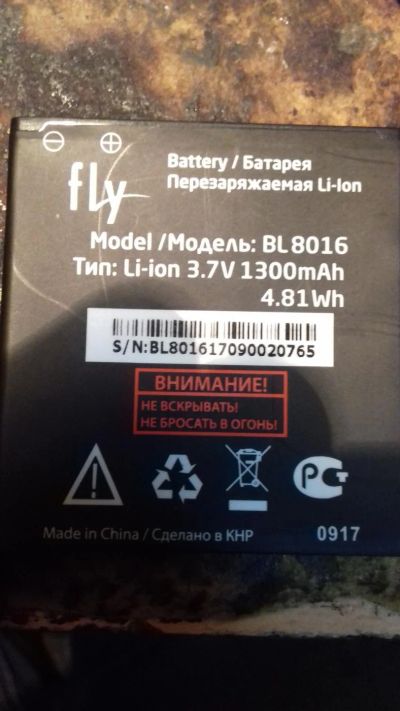 fly
Battery / Батарея
Перезаряжаемая Li-Ion
Model /Модель: BL8016
Тип: Li-ion 3.7V 1300mAh
4.81Wh
S/N:BL801617090020765
ВНИМАНИЕ!
НЕ ВСКРЫВАТЬ!
НЕ БРОСАТЬ В ОГОНЬ!
Made in China / Сделано в КНР
0917